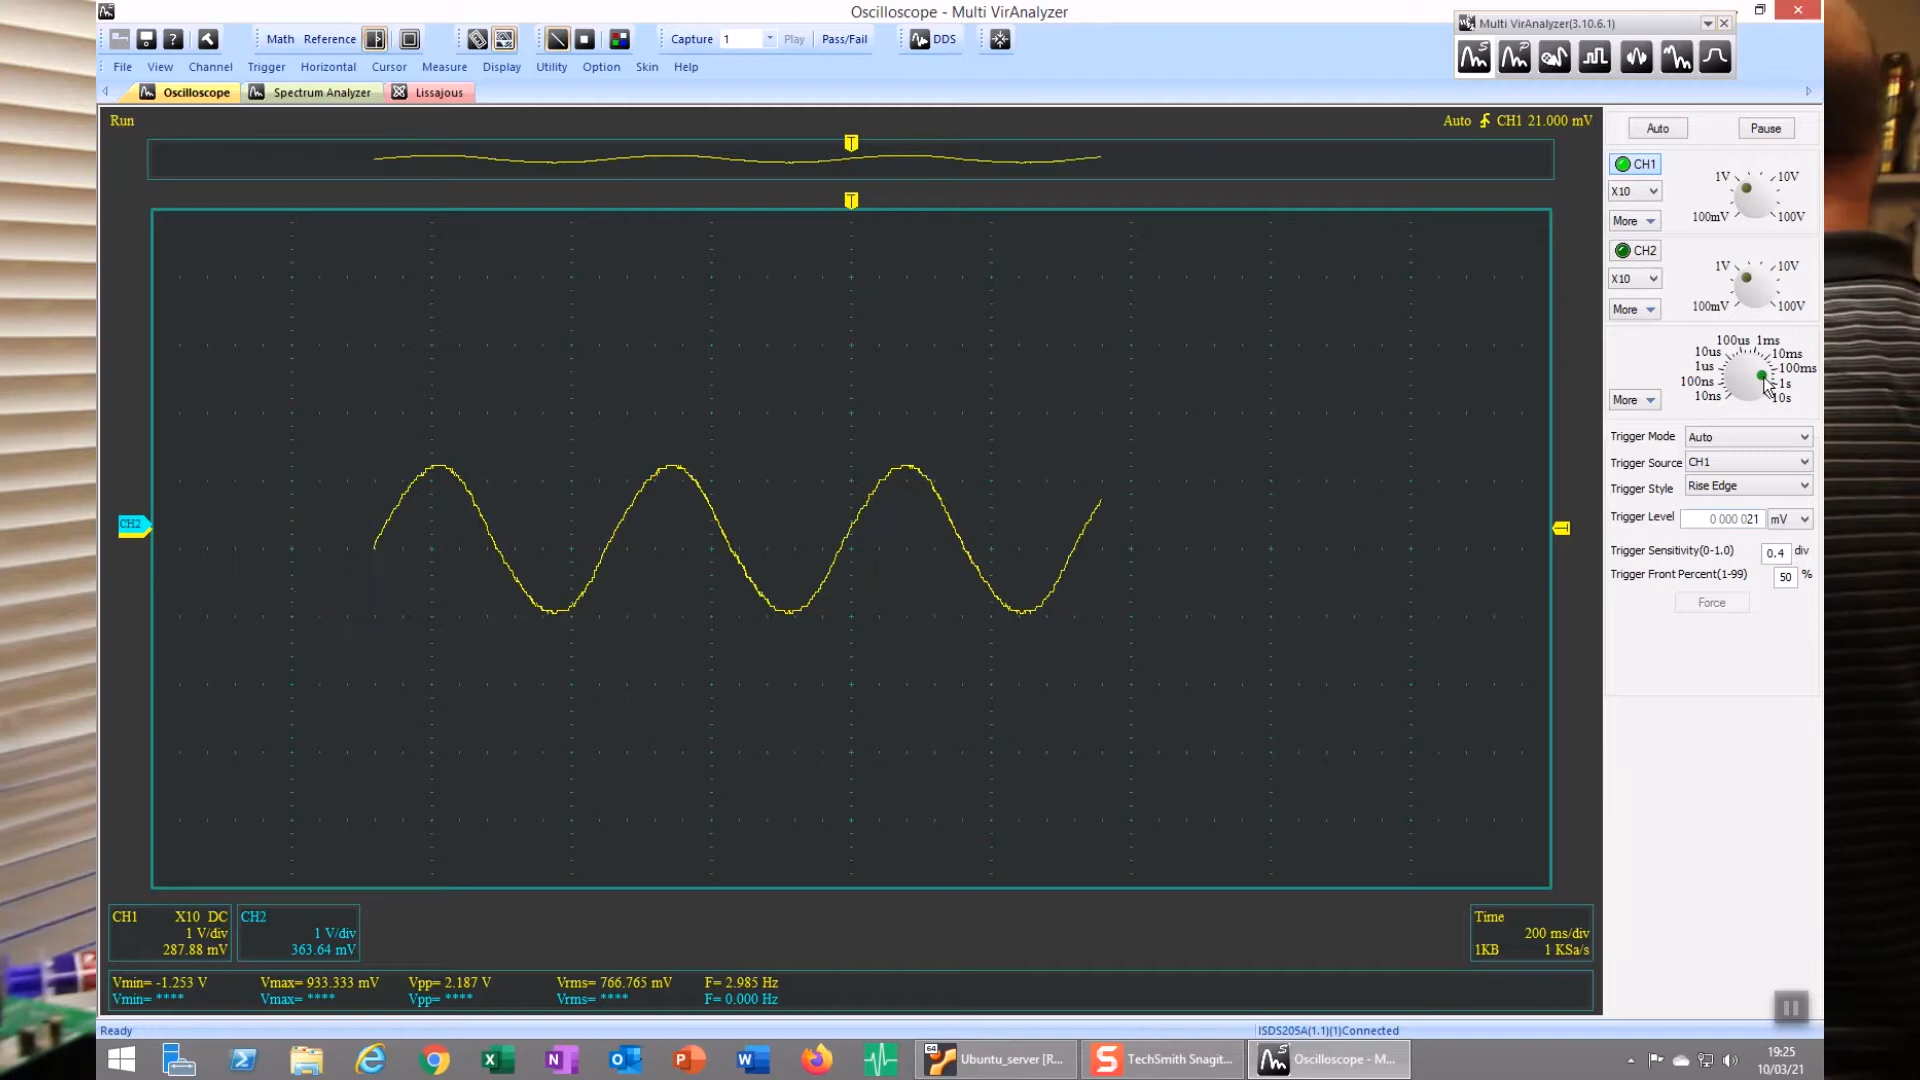 Oscilloscope - Multi VirAnalyzer
Multi VirAnalyzer(3.10.6.1)
Math Reference Capture 1 Play Pass/Fail DDS
File View Channel Trigger Horizontal Cursor Measure Display Utility Option Skin Help
Oscilloscope Spectrum Analyzer Lissajous
Run
Auto CH1 21.000 mV
T
T
CH2
Auto Pause
CH1
X10
More
1V 10V
100mV 100V
CH2
X10
More
1V 10V
100mV 100V
100us 1ms
10us 10ms
1us 100ms
100ns 1s
10ns 10s
More
Trigger Mode Auto
Trigger Source CH1
Trigger Style Rise Edge
Trigger Level 0 000 021 mV
Trigger Sensitivity(0-1.0) 0.4 div
Trigger Front Percent(1-99) 50 %
Force
CH1 X10 DC
1 V/div
287.88 mV
CH2
1 V/div
363.64 mV
Time
200 ms/div
1KB 1 KSa/s
Vmin= -1.253 V Vmax= 933.333 mV Vpp= 2.187 V Vrms= 766.765 mV F= 2.985 Hz
Vmin= **** Vmax= **** Vpp= **** Vrms= **** F= 0.000 Hz
Ready ISDS205A(1.1)(1)Connected
64 Ubuntu_server [R... TechSmith Snagit... Oscilloscope - M...
19:25
10/03/21